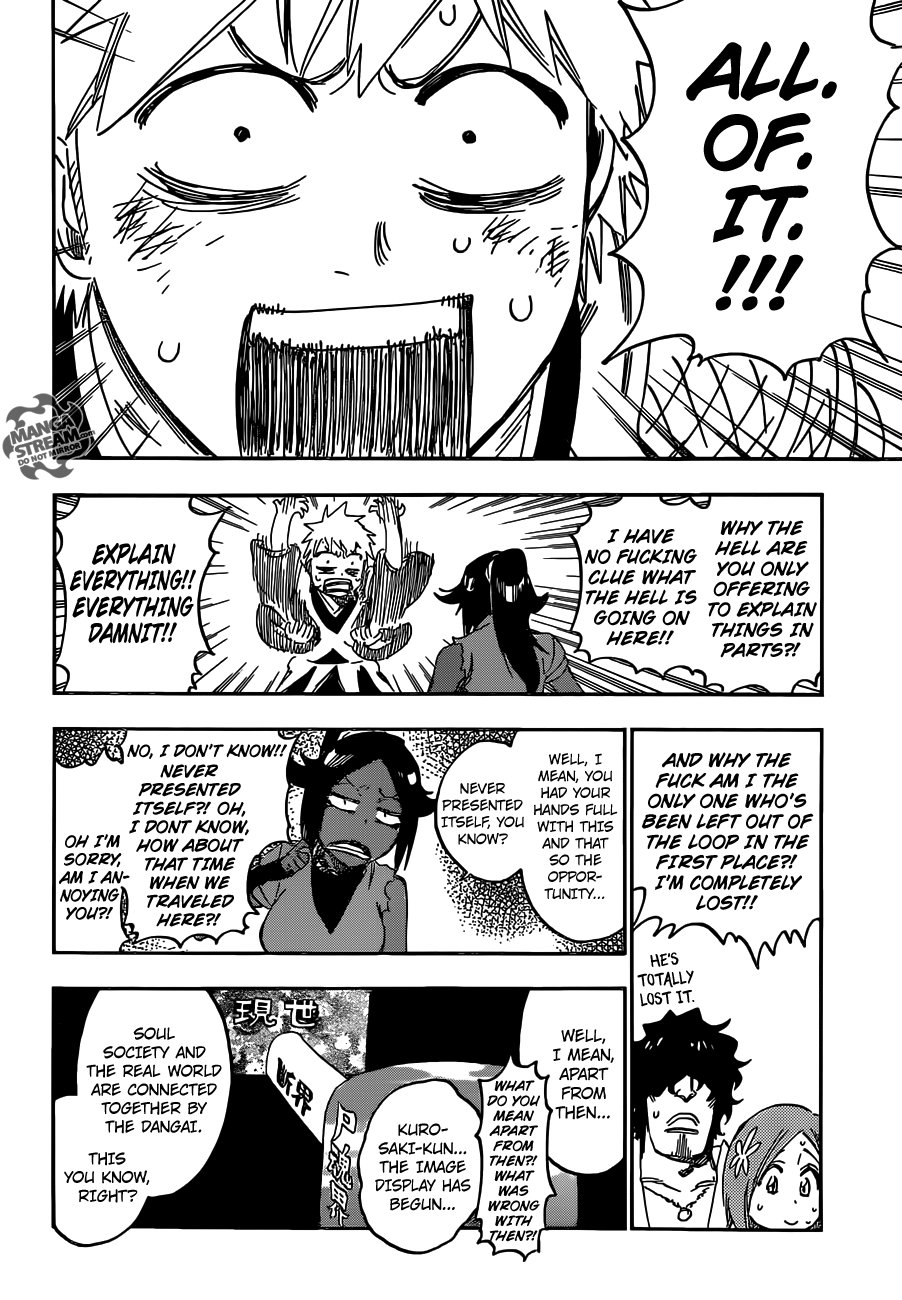 ALL.
OF.
IT.
!!!
MANGA
STREAM.COM
DO NOT MIRROR
WHY THE
HELL ARE
YOU ONLY
OFFERING
TO EXPLAIN
THINGS IN
PARTS?!
I HAVE
NO FUCKING
CLUE WHAT
THE HELL IS
GOING ON
HERE!!
EXPLAIN
EVERYTHING!!
EVERYTHING
DAMNIT!!
AND WHY THE
FUCK AM I THE
ONLY ONE WHO'S
BEEN LEFT OUT OF
THE LOOP IN THE
FIRST PLACE?!
I'M COMPLETELY
LOST!!
HE'S
TOTALLY
LOST IT.
WELL, I
MEAN, YOU
HAD YOUR
HANDS FULL
WITH THIS
AND THAT
SO THE
OPPOR-
TUNITY...
NEVER
PRESENTED
ITSELF, YOU
KNOW?
NO, I DON'T KNOW!!
NEVER
PRESENTED
ITSELF?! OH,
I DONT KNOW,
HOW ABOUT
THAT TIME
WHEN WE
TRAVELED
HERE?!
OH I'M
SORRY,
AM I AN-
NOYING
YOU?!
WELL,
I MEAN,
APART
FROM
THEN...
WHAT
DO YOU
MEAN
APART
FROM
THEN?!
WHAT
WAS
WRONG
WITH
THEN?!
KURO-
SAKI-KUN...
THE IMAGE
DISPLAY HAS
BEGUN...
現世
断界
尸魂界
SOUL
SOCIETY AND
THE REAL WORLD
ARE CONNECTED
TOGETHER BY
THE DANGAI.
THIS
YOU KNOW,
RIGHT?